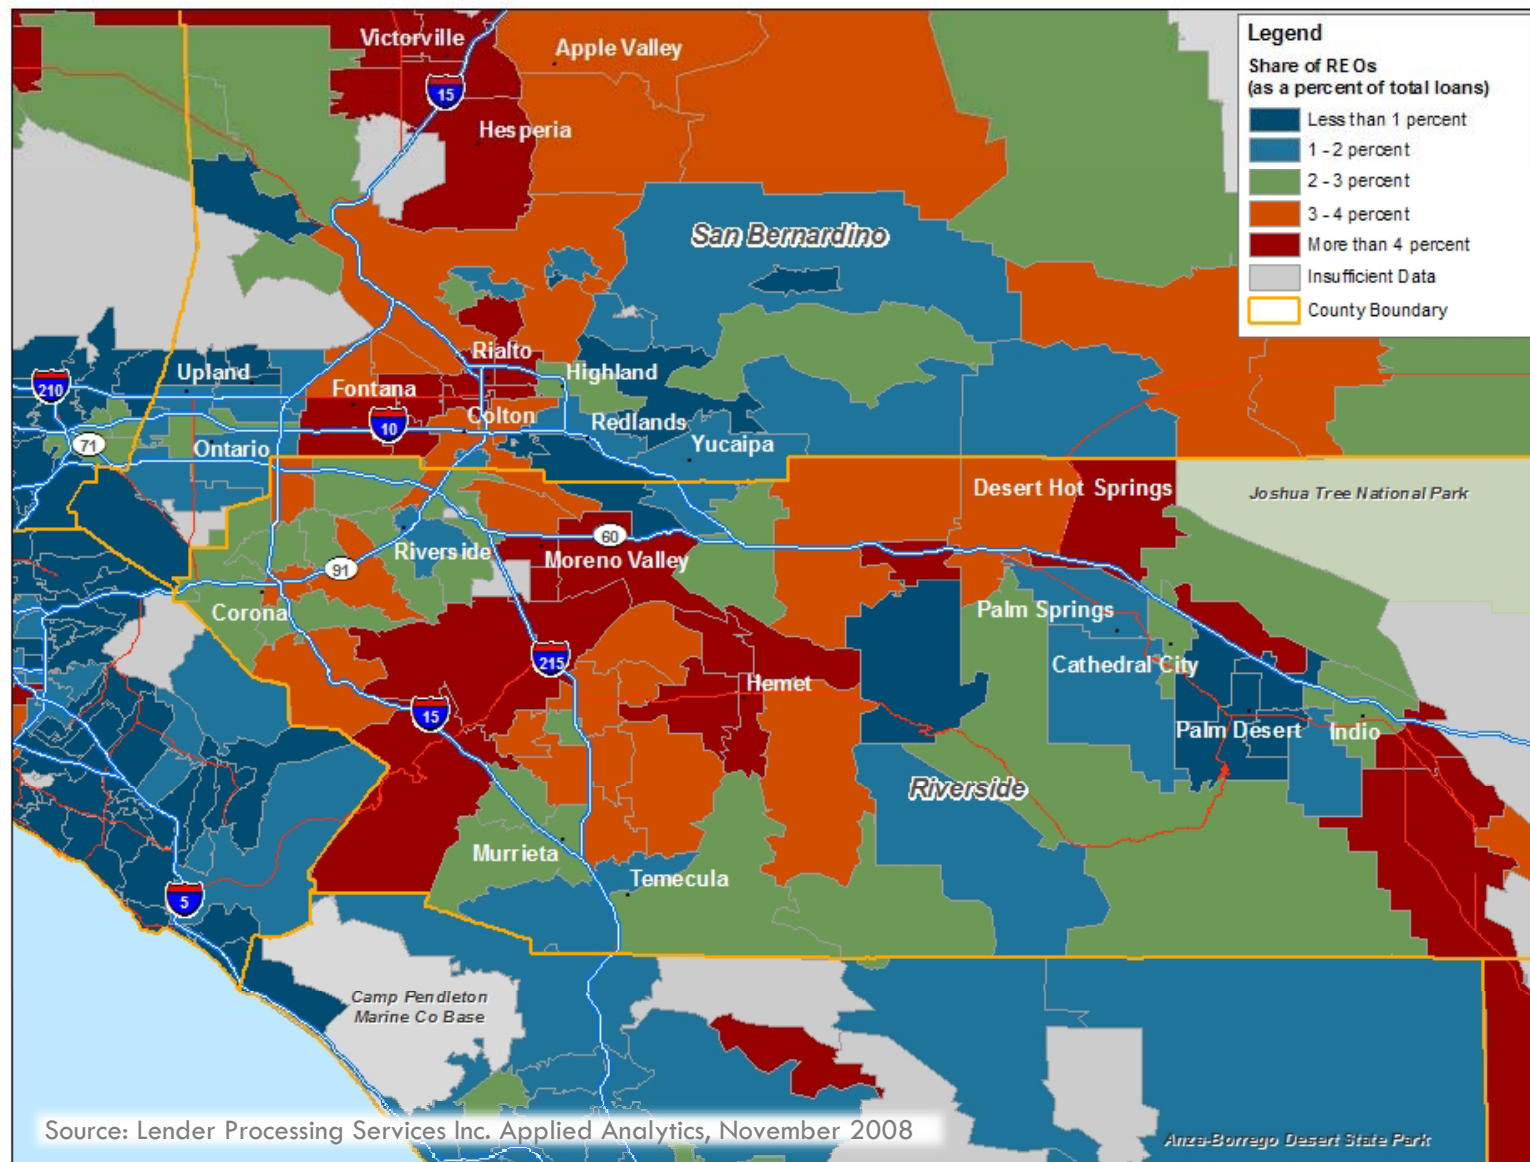 Victorville
Apple Valley
15
Hesperia
Legend
Share of REOs
(as a percent of total loans)
Less than 1 percent
1 - 2 percent
2 - 3 percent
3 - 4 percent
More than 4 percent
Insufficient Data
County Boundary
San Bernardino
Rialto
Upland
Highland
210
Fontana
Colton
Redlands
10
71
Ontario
Yucaipa
Desert Hot Springs
Joshua Tree National Park
60
Riverside
Moreno Valley
91
Corona
Palm Springs
215
Cathedral City
Hemet
15
Palm Desert
Indio
Riverside
Murrieta
Temecula
5
Camp Pendleton
Marine Co Base
Source: Lender Processing Services Inc. Applied Analytics, November 2008
Anza-Borrego Desert State Park